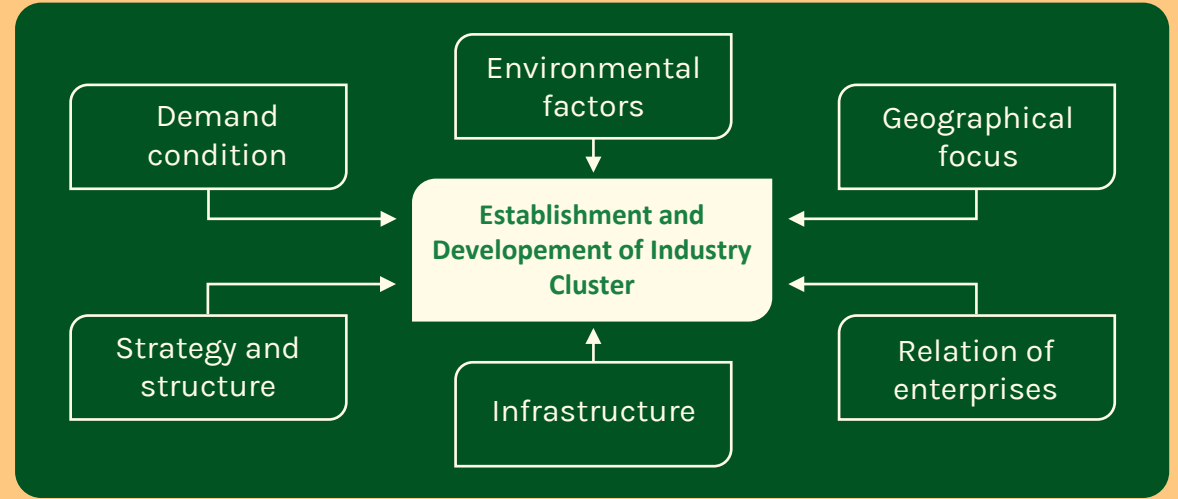 Environmental
factors
Demand
condition
Geographical
focus
Establishment and
Developement of Industry
Cluster
Strategy and
structure
Infrastructure
Relation of
enterprises